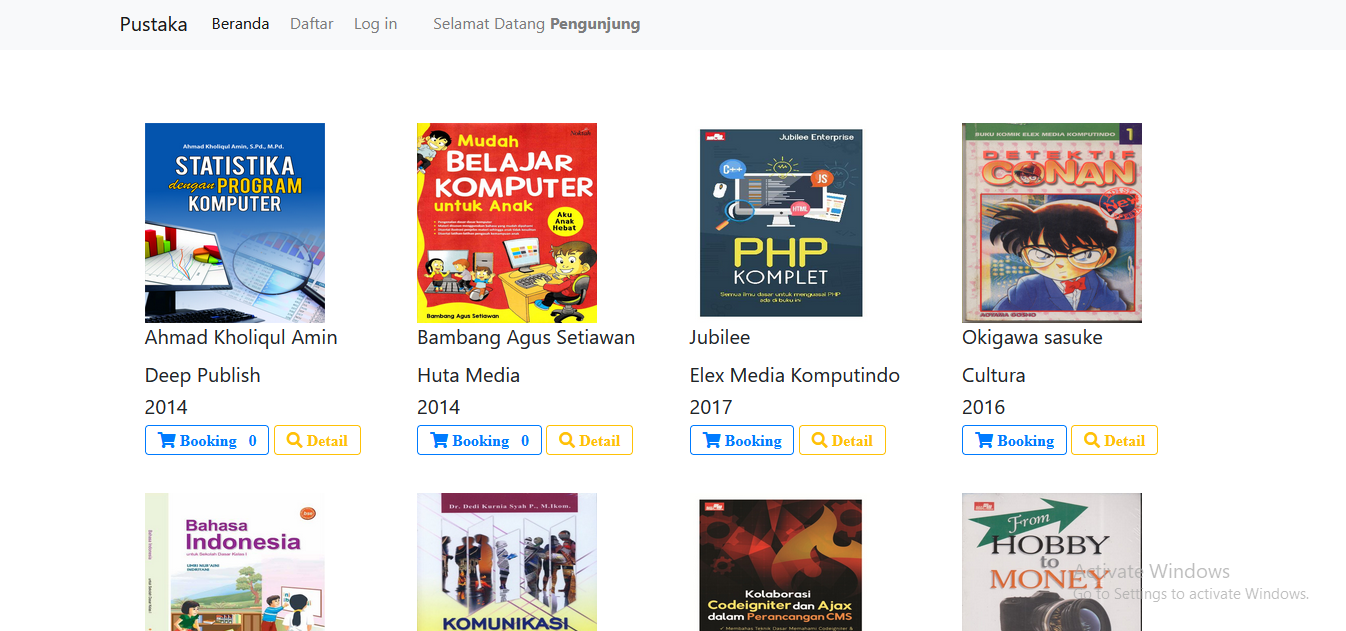 Pustaka Beranda Daftar Log in Selamat Datang Pengunjung
Ahmad Kholiqul Amin, S.Pd., M.Pd.
STATISTIKA
dengan PROGRAM
KOMPUTER
Mudah
BELAJAR
KOMPUTER
untuk Anak
Aku
Anak
Hebat
Bambang Agus Setiawan
Jubilee Enterprise
C++
JS
HTML
PHP
KOMPLET
Semua ilmu dasar untuk menguasai PHP
ada di buku ini
BUKU KOMIK ELEX MEDIA KOMPUTINDO 1
DETEKTIF
CONAN
AOYAMA GOSHO
Ahmad Kholiqul Amin
Bambang Agus Setiawan
Jubilee
Okigawa sasuke
Deep Publish
Huta Media
Elex Media Komputindo
Cultura
2014
2014
2017
2016
Booking 0 Detail
Booking 0 Detail
Booking Detail
Booking Detail
Bahasa
Indonesia
untuk Sekolah Dasar Kelas I
UMRI NUR'AINI
INDRIYANI
Dr. Dedi Kurnia Syah P., M.Ikom.
KOMUNIKASI
Kolaborasi
Codeigniter dan Ajax
dalam Perancangan CMS
From
HOBBY
to
MONEY
Activate Windows
Go to Settings to activate Windows.